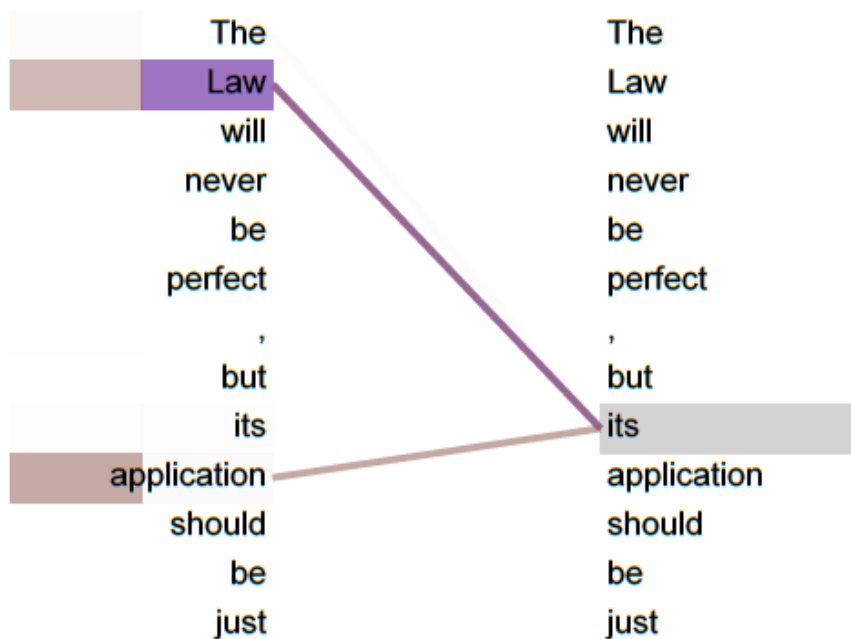 The The
Law Law
will will
never never
be be
perfect perfect
, ,
but but
its its
application application
should should
be be
just just